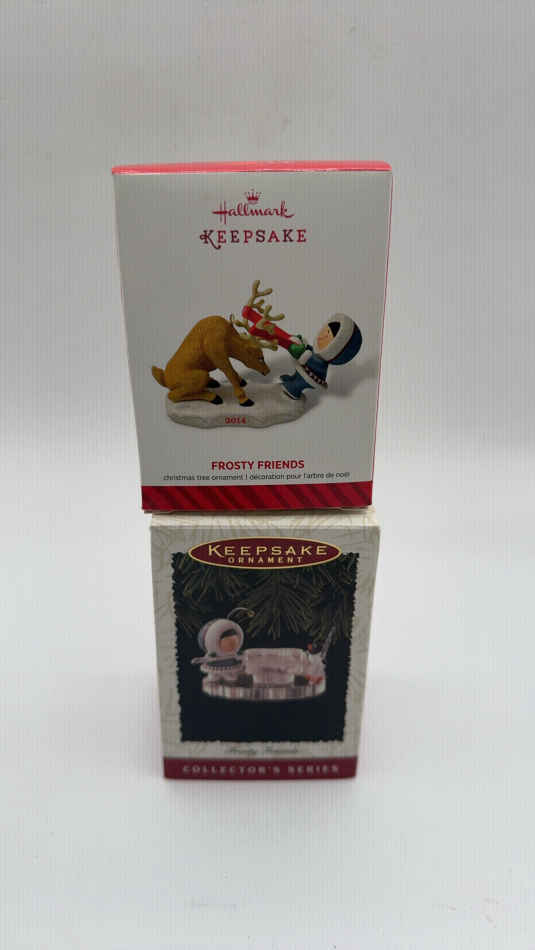 Hallmark
KEEPSAKE
2014
FROSTY FRIENDS
christmas tree ornament | décoration pour l'arbre de noël
KEEPSAKE
ORNAMENT
Frosty Friends
COLLECTOR'S SERIES